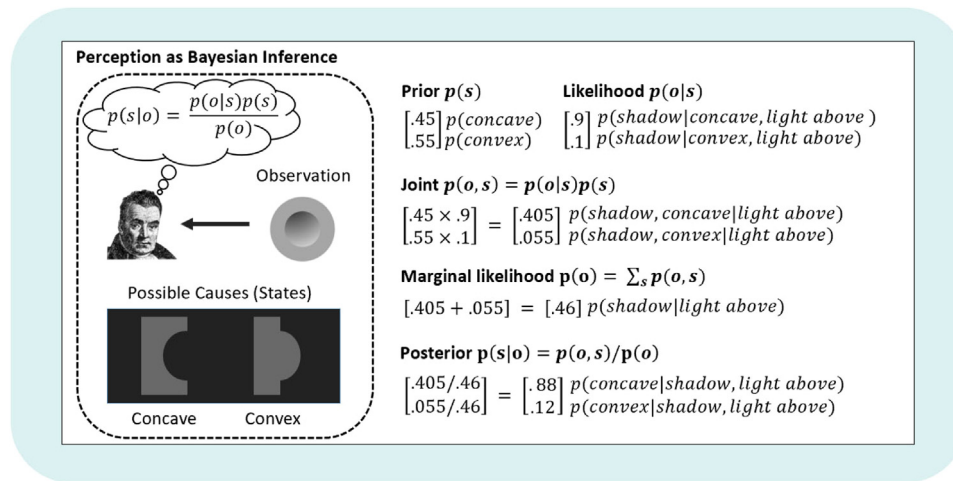 Perception as Bayesian Inference
p(s|o) = p(o|s)p(s) / p(o)
Observation
Possible Causes (States)
Concave Convex
Prior p(s) Likelihood p(o|s)
[.45] p(concave) [.9] p(shadow|concave, light above )
[.55] p(convex) [.1] p(shadow|convex, light above)
Joint p(o, s) = p(o|s)p(s)
[.45 × .9] = [.405] p(shadow, concave|light above)
[.55 × .1] = [.055] p(shadow, convex|light above)
Marginal likelihood p(o) = ∑ₛ p(o, s)
[.405 + .055] = [.46] p(shadow|light above)
Posterior p(s|o) = p(o, s)/p(o)
[.405/.46] = [.88] p(concave|shadow, light above)
[.055/.46] = [.12] p(convex|shadow, light above)